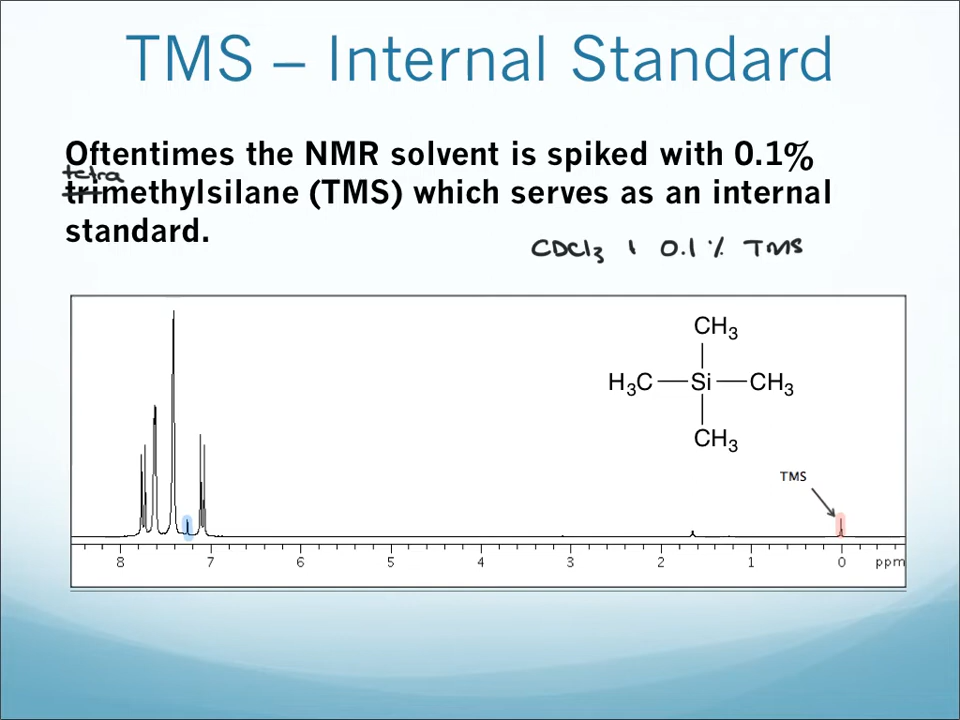 TMS – Internal Standard
Oftentimes the NMR solvent is spiked with 0.1%
tetra
trimethylsilane (TMS) which serves as an internal
standard.
CDCl3 , 0.1 % TMS
CH3
H3C—Si—CH3
CH3
TMS
8 7 6 5 4 3 2 1 0 ppm